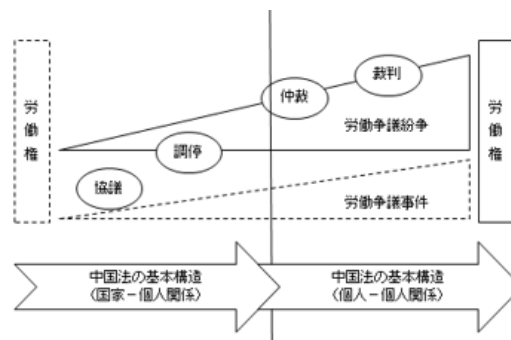 労働権
裁判
仲裁
労働争議紛争
調停
協議
労働争議事件
労働権
中国法の基本構造
〈国家－個人関係〉
中国法の基本構造
〈個人－個人関係〉